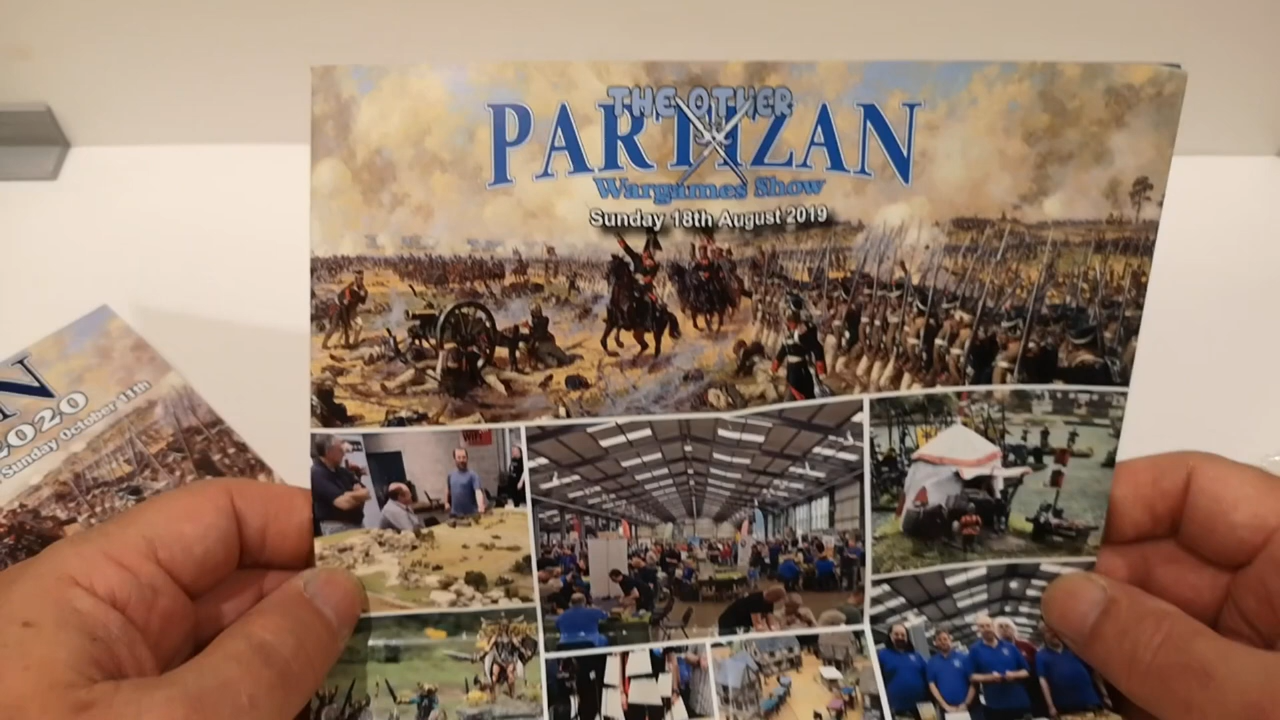 THE OTHER
PARTIZAN
Wargames Show
Sunday 18th August 2019
N
2020
Sunday October 11th